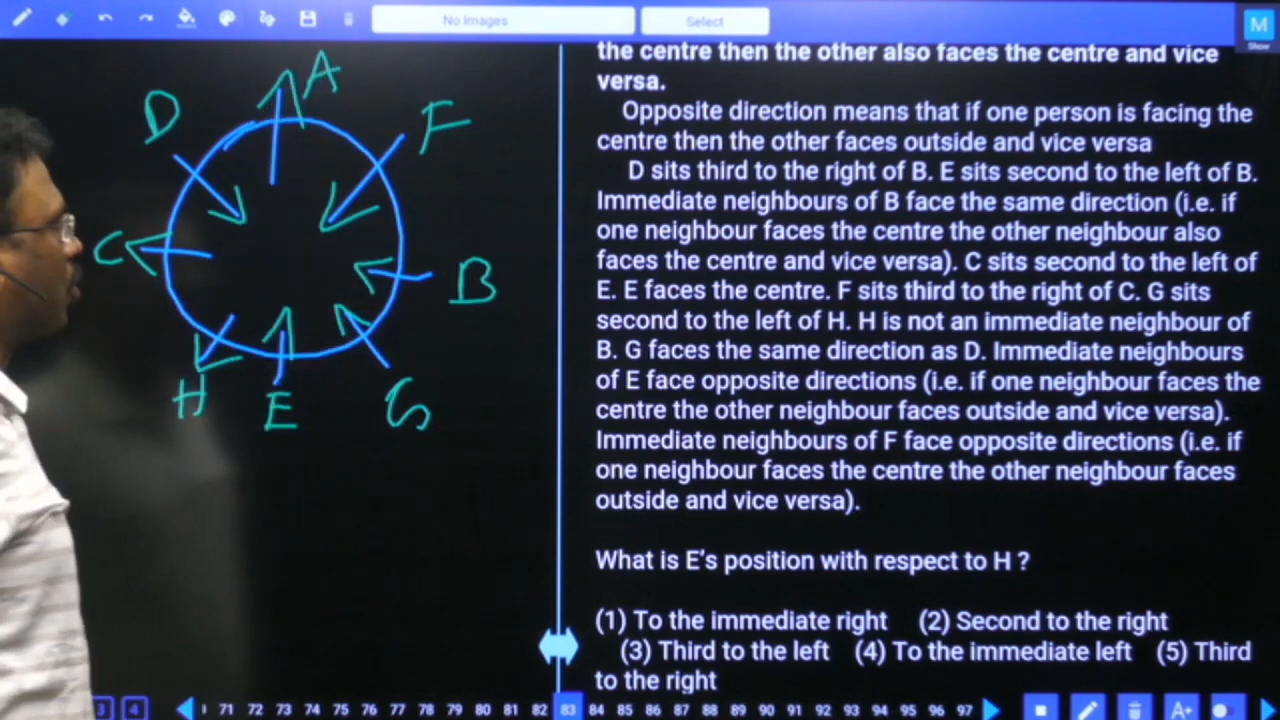 No Images
Select
M
Show
A
D
F
C
B
H
E
G
the centre then the other also faces the centre and vice
versa.
Opposite direction means that if one person is facing the
centre then the other faces outside and vice versa
D sits third to the right of B. E sits second to the left of B.
Immediate neighbours of B face the same direction (i.e. if
one neighbour faces the centre the other neighbour also
faces the centre and vice versa). C sits second to the left of
E. E faces the centre. F sits third to the right of C. G sits
second to the left of H. H is not an immediate neighbour of
B. G faces the same direction as D. Immediate neighbours
of E face opposite directions (i.e. if one neighbour faces the
centre the other neighbour faces outside and vice versa).
Immediate neighbours of F face opposite directions (i.e. if
one neighbour faces the centre the other neighbour faces
outside and vice versa).
What is E's position with respect to H ?
(1) To the immediate right (2) Second to the right
(3) Third to the left (4) To the immediate left (5) Third
to the right
3 4 71 72 73 74 75 76 77 78 79 80 81 82 83 84 85 86 87 88 89 90 91 92 93 94 95 96 97 A+